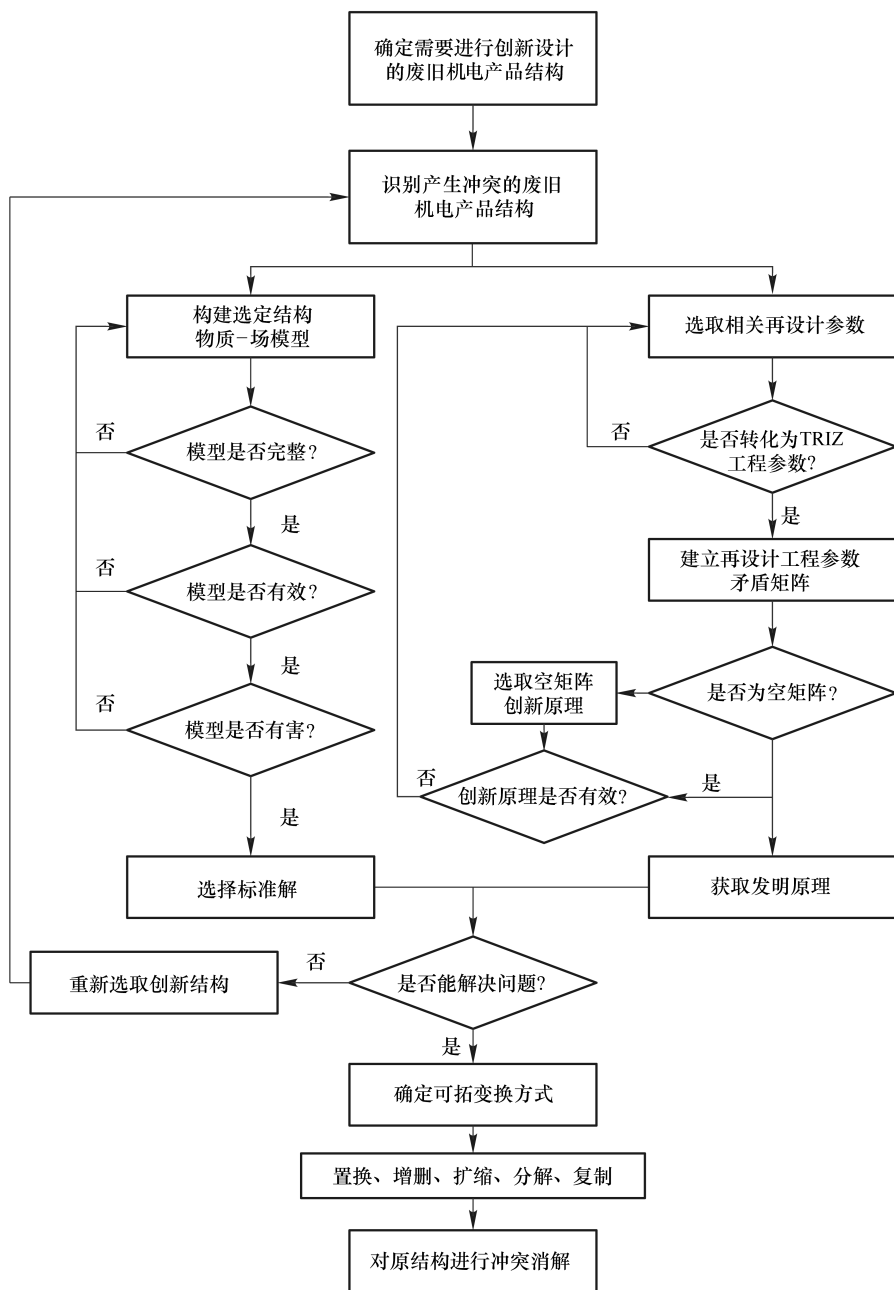 确定需要进行创新设计
的废旧机电产品结构
识别产生冲突的废旧
机电产品结构
构建选定结构
物质-场模型
选取相关再设计参数
否
模型是否完整?
否
是否转化为TRIZ
工程参数?
是
是
建立再设计工程参数
矛盾矩阵
否
模型是否有效?
是
选取空矩阵
创新原理
是否为空矩阵?
否
模型是否有害?
否
创新原理是否有效?
是
是
选择标准解
获取发明原理
否
是否能解决问题?
重新选取创新结构
是
确定可拓变换方式
置换、增删、扩缩、分解、复制
对原结构进行冲突消解